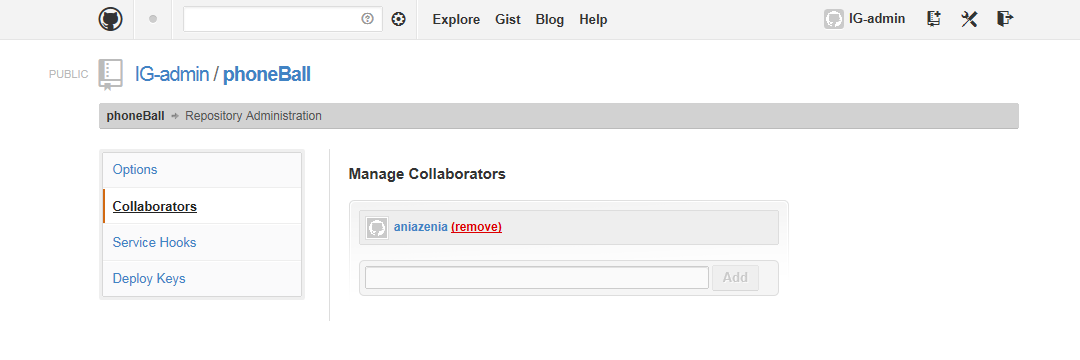 Explore Gist Blog Help IG-admin
PUBLIC IG-admin / phoneBall
phoneBall Repository Administration
Options
Collaborators
Service Hooks
Deploy Keys
Manage Collaborators
aniazenia (remove)
Add